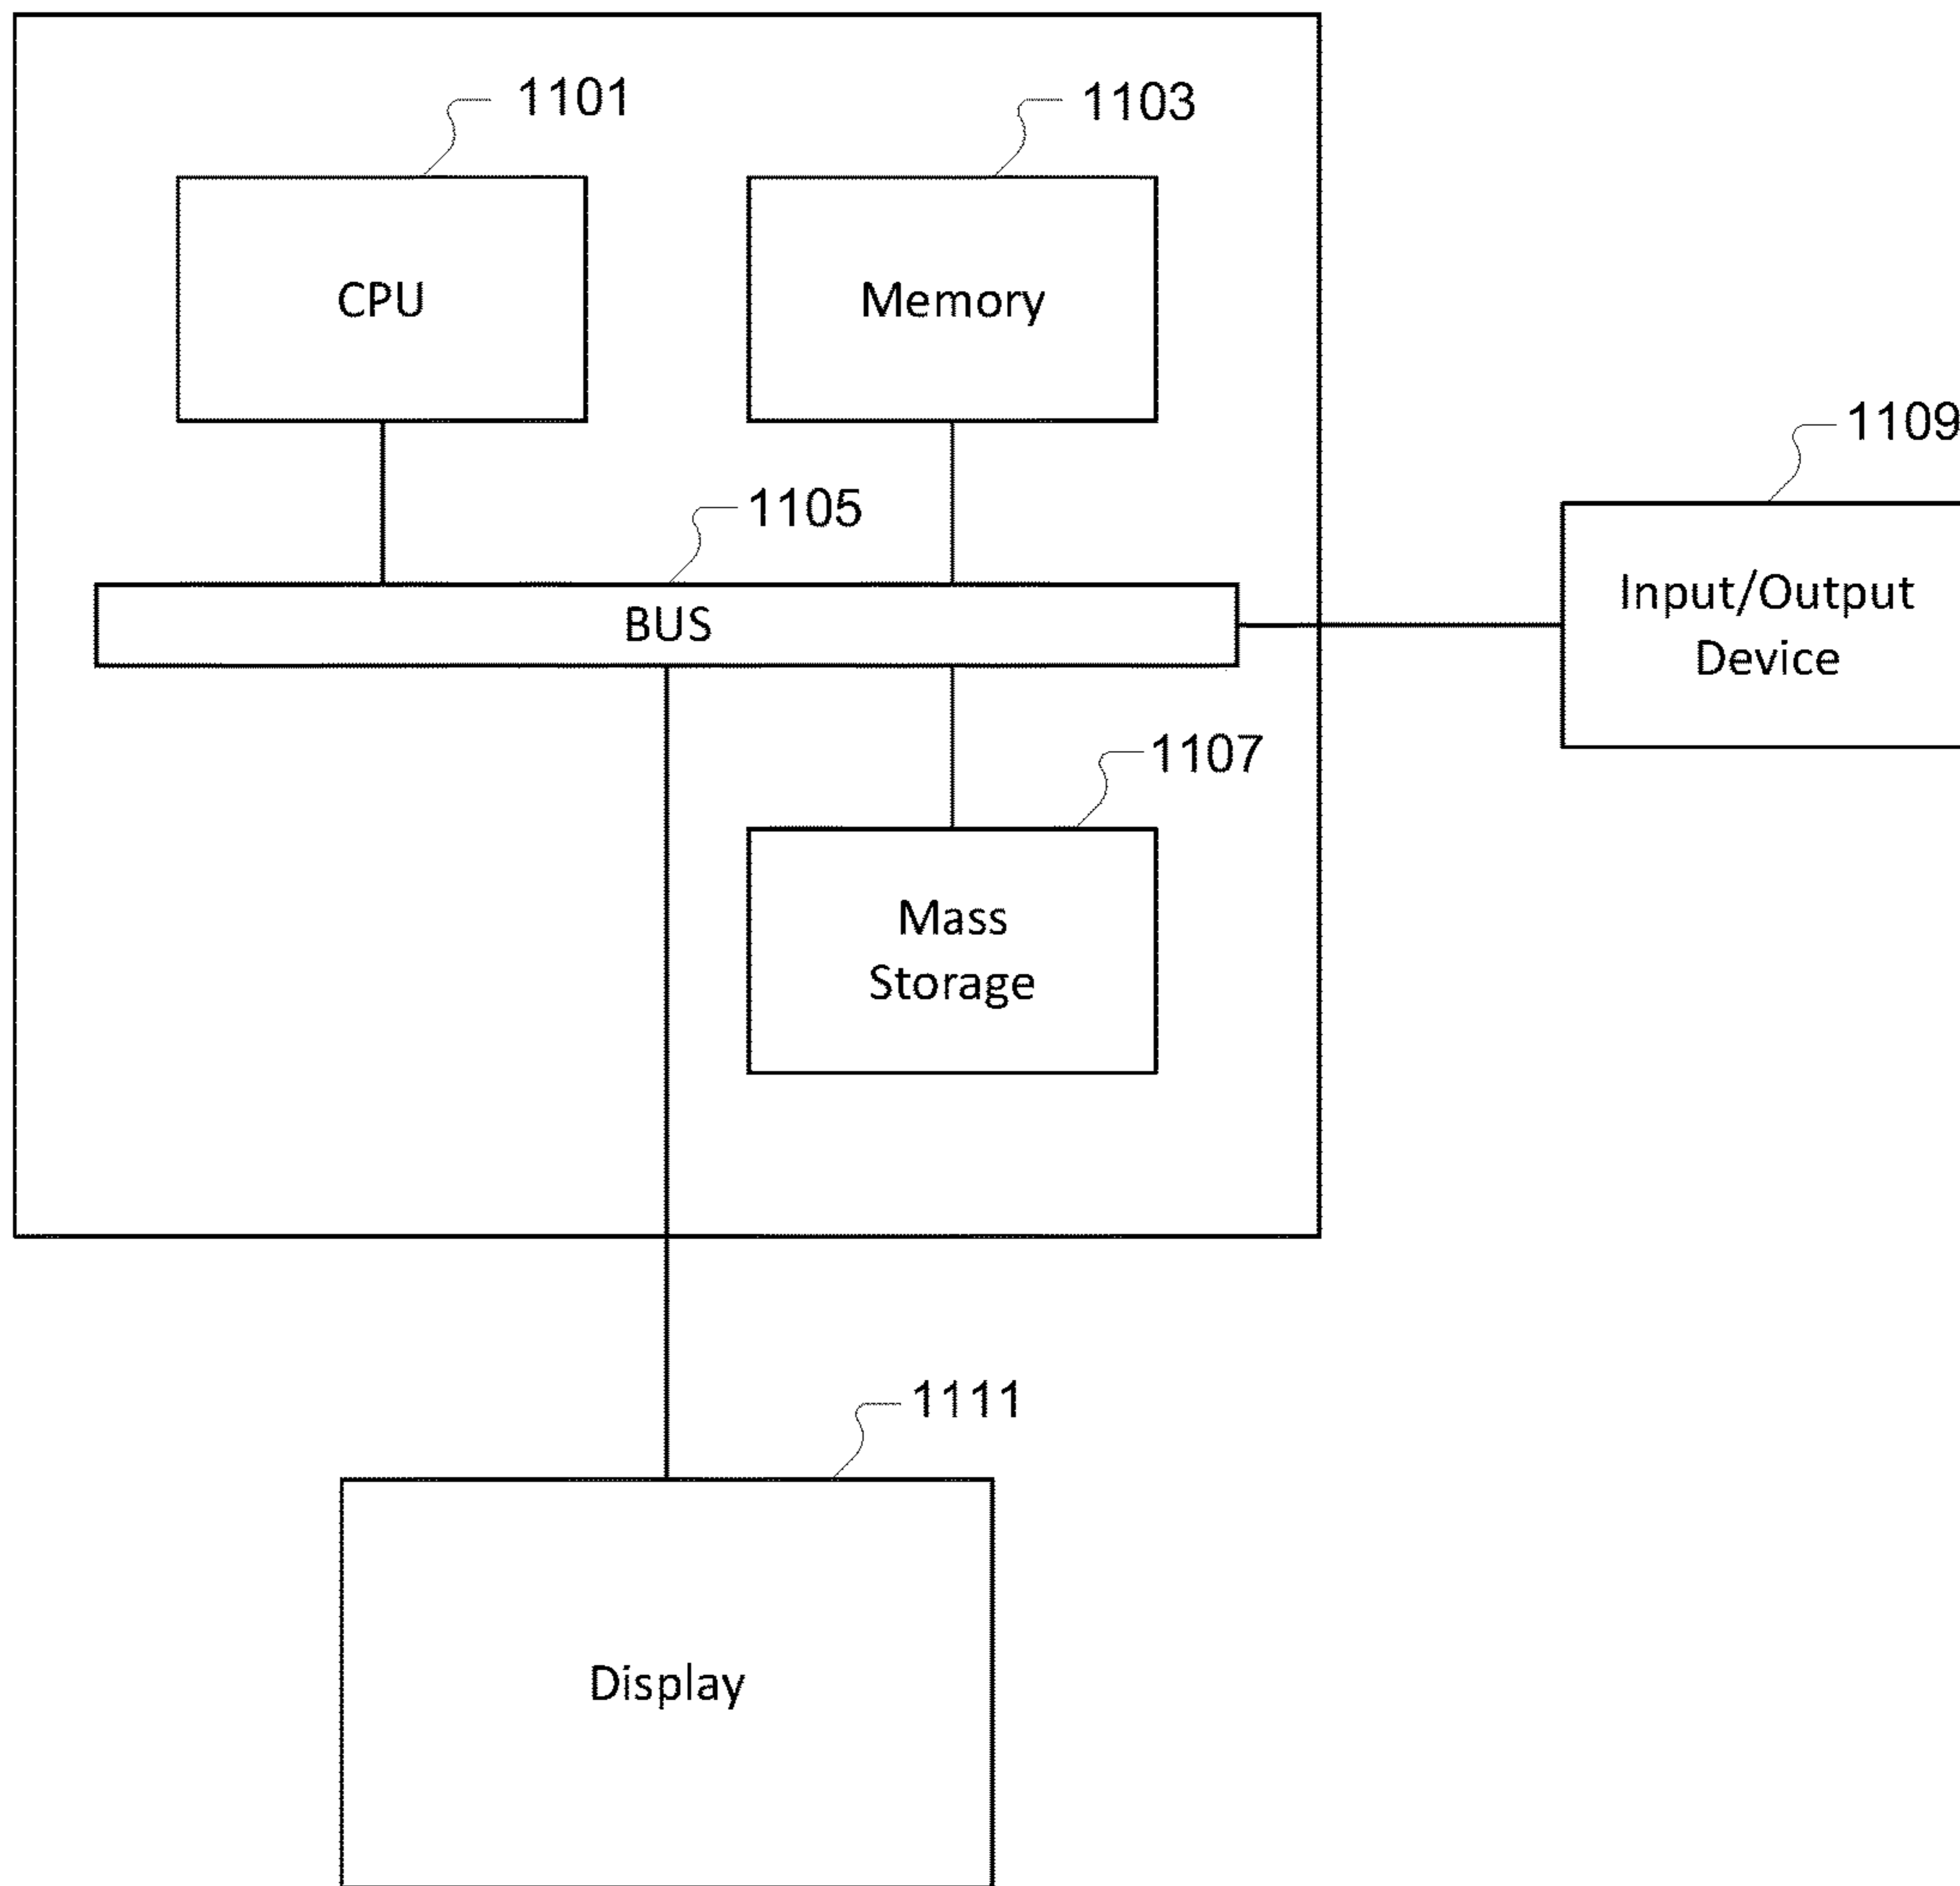 1101
1103
CPU
Memory
1109
1105
Input/Output
Device
BUS
1107
Mass
Storage
1111
Display